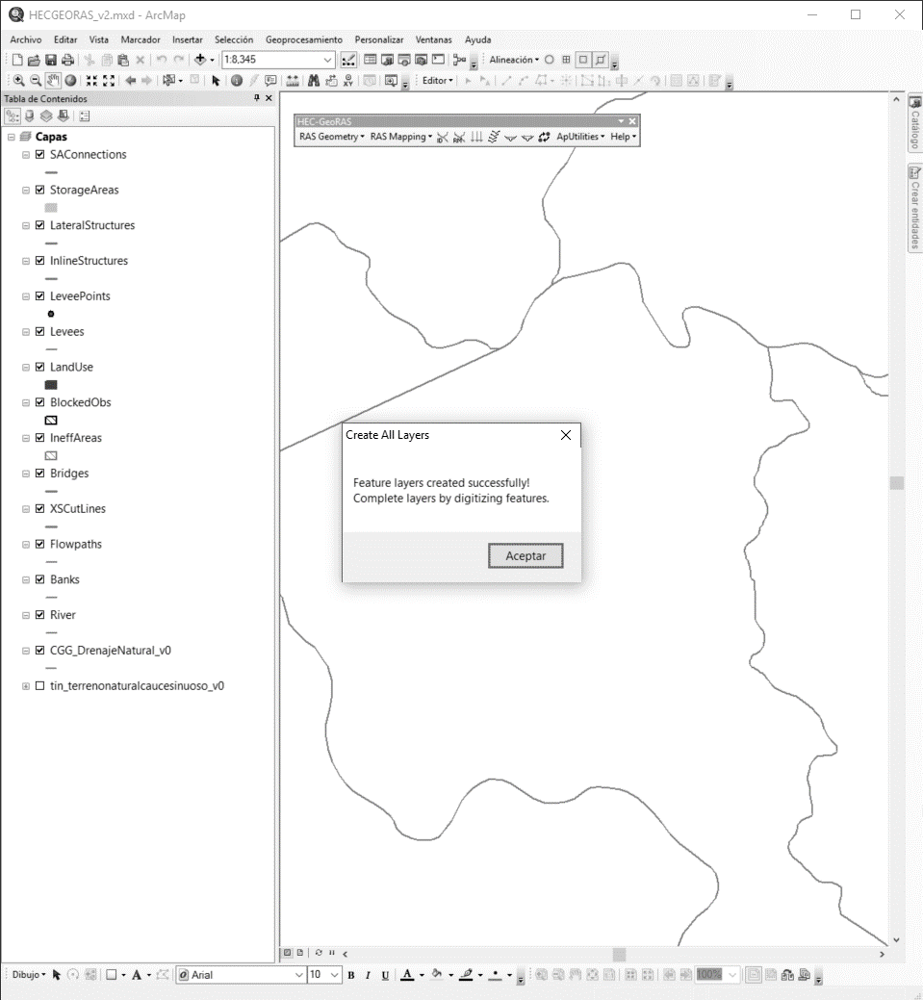 HECGEORAS_v2.mxd - ArcMap
Archivo Editar Vista Marcador Insertar Selección Geoprocesamiento Personalizar Ventanas Ayuda
1:8,345 Alineación
Editor
Tabla de Contenidos
Capas
SAConnections
StorageAreas
LateralStructures
InlineStructures
LeveePoints
Levees
LandUse
BlockedObs
IneffAreas
Bridges
XSCutLines
Flowpaths
Banks
River
CGG_DrenajeNatural_v0
tin_terrenonaturalcaucesinuoso_v0
HEC-GeoRAS
RAS Geometry RAS Mapping ApUtilities Help
Create All Layers
Feature layers created successfully!
Complete layers by digitizing features.
Aceptar
Catálogo
Crear entidades
Dibujo A Arial 10 B I U A 100%